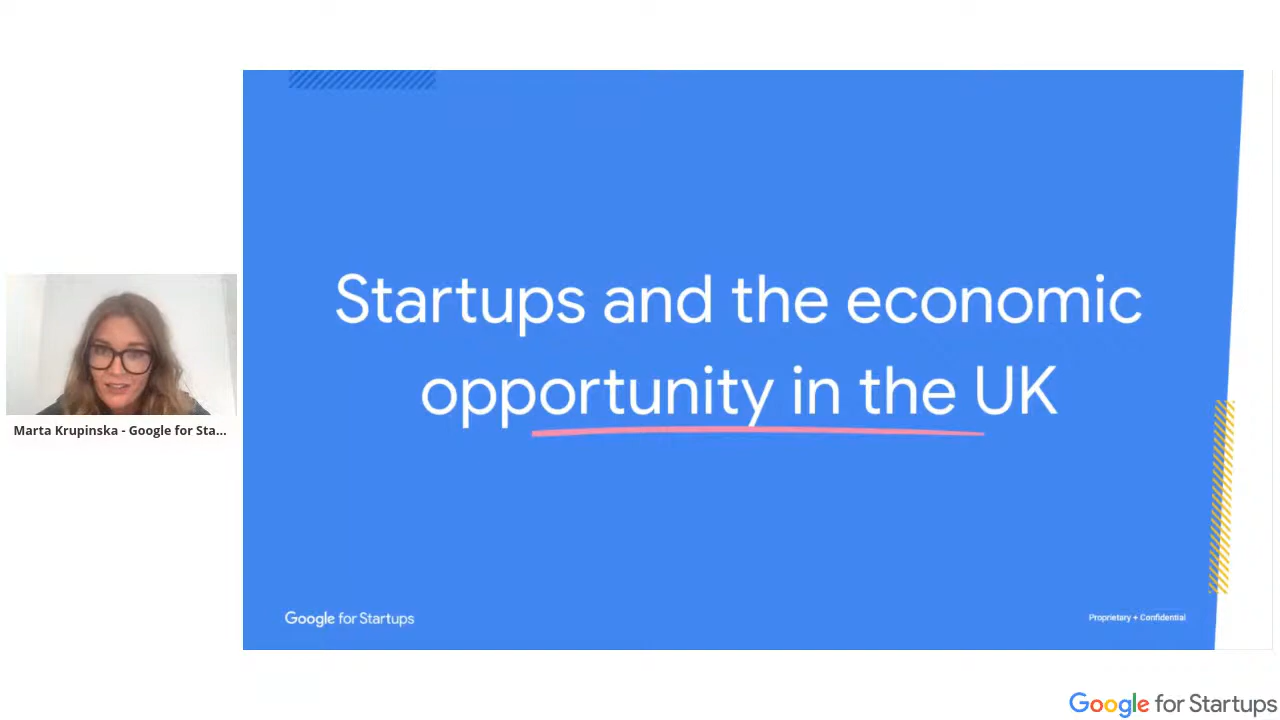 Startups and the economic
opportunity in the UK
Marta Krupinska - Google for Sta...
Google for Startups
Proprietary + Confidential
Google for Startups